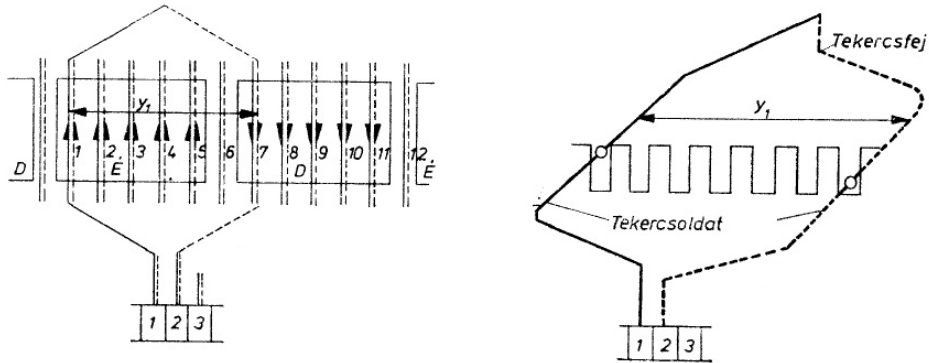 y₁
1 2 3 4 5 6 7 8 9 10 11 12
D É D É
1 2 3
Tekercsfej
y₁
Tekercsoldat
1 2 3